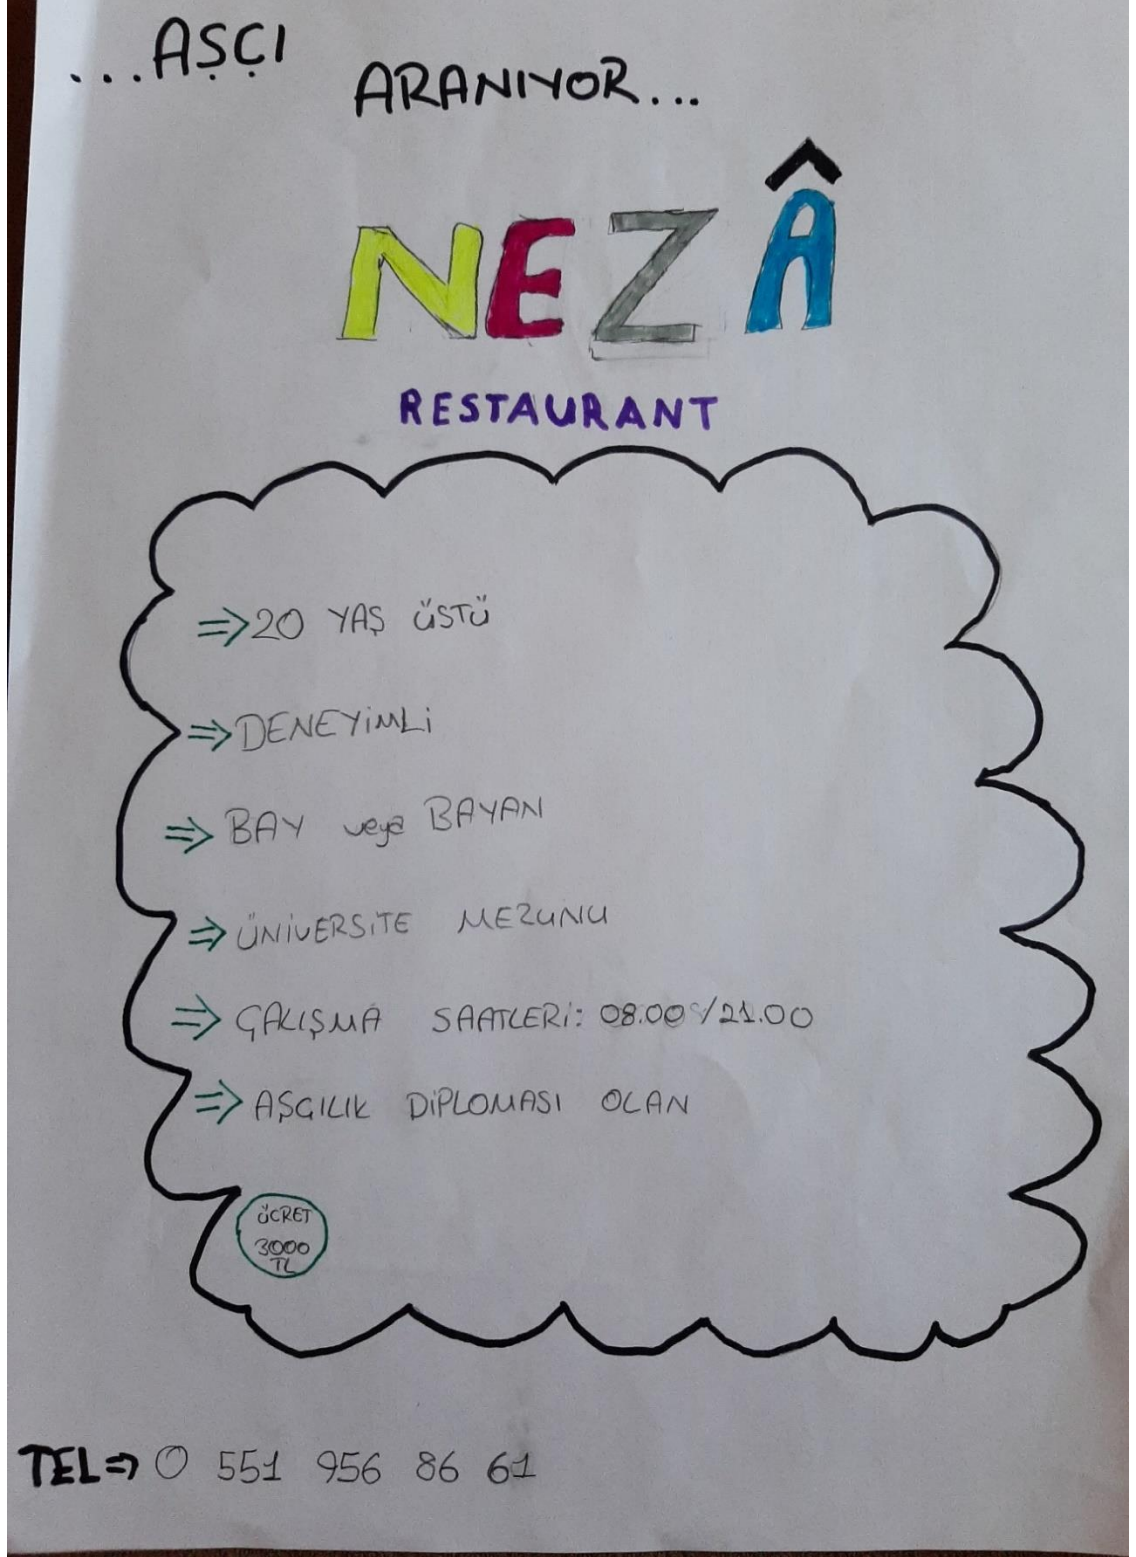 ...AŞÇI
ARANIYOR...
NEZÂ
RESTAURANT
⇒ 20 YAŞ ÜSTÜ
⇒ DENEYİMLİ
⇒ BAY veya BAYAN
⇒ ÜNİVERSİTE MEZUNU
⇒ ÇALIŞMA SAATLERİ: 08.00 / 21.00
⇒ AŞÇILIK DİPLOMASI OLAN
ÜCRET
3000
TL
TEL ⇒ 0 551 956 86 61